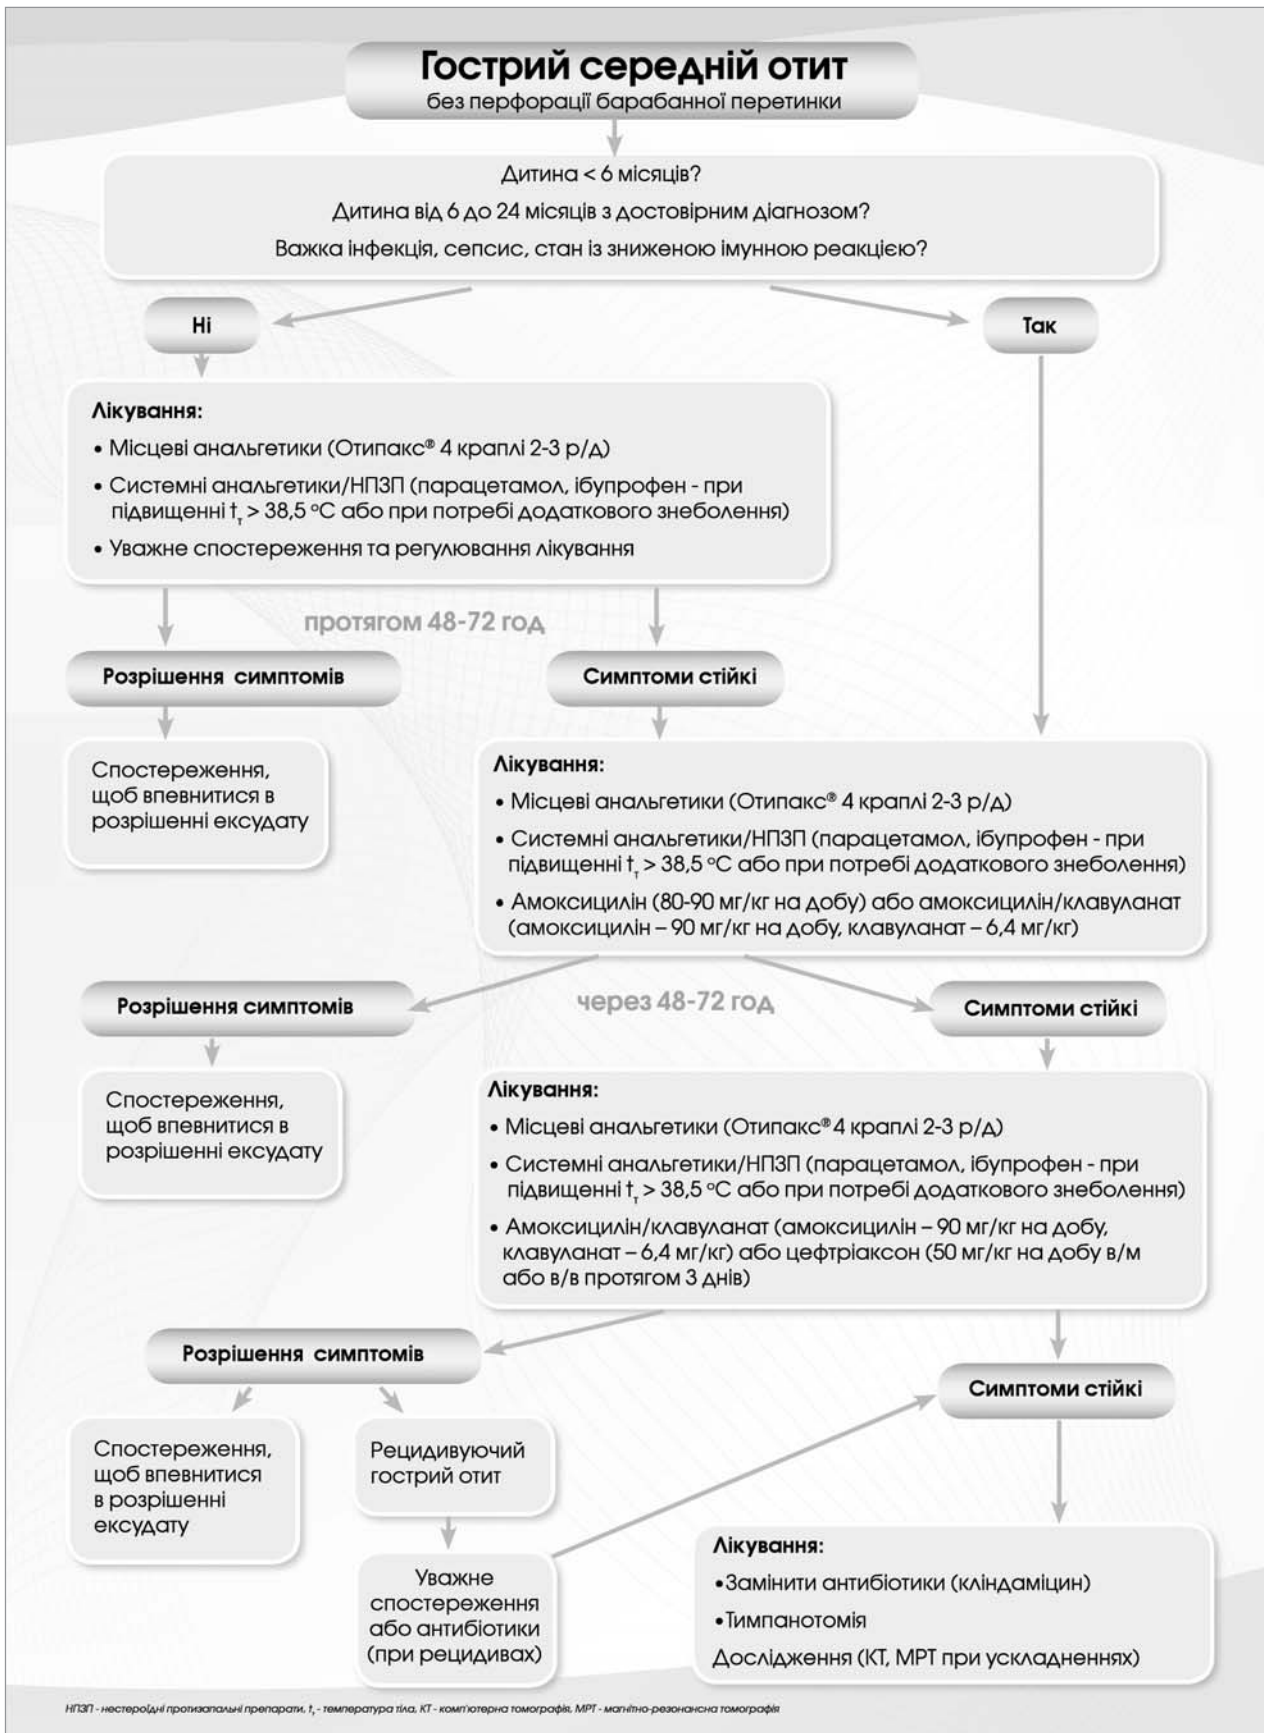 Гострий середній отит
без перфорації барабанної перетинки
Дитина < 6 місяців?
Дитина від 6 до 24 місяців з достовірним діагнозом?
Важка інфекція, сепсис, стан із зниженою імунною реакцією?
Ні
Так
Лікування:
• Місцеві анальгетики (Отипакс® 4 краплі 2-3 р/д)
• Системні анальгетики/НПЗП (парацетамол, ібупрофен - при
підвищенні tт > 38,5 °C або при потребі додаткового знеболення)
• Уважне спостереження та регулювання лікування
протягом 48-72 год
Розрішення симптомів
Симптоми стійкі
Спостереження,
щоб впевнитися в
розрішенні ексудату
Лікування:
• Місцеві анальгетики (Отипакс® 4 краплі 2-3 р/д)
• Системні анальгетики/НПЗП (парацетамол, ібупрофен - при
підвищенні tт > 38,5 °C або при потребі додаткового знеболення)
• Амоксицилін (80-90 мг/кг на добу) або амоксицилін/клавуланат
(амоксицилін – 90 мг/кг на добу, клавуланат – 6,4 мг/кг)
через 48-72 год
Розрішення симптомів
Симптоми стійкі
Спостереження,
щоб впевнитися в
розрішенні ексудату
Лікування:
• Місцеві анальгетики (Отипакс® 4 краплі 2-3 р/д)
• Системні анальгетики/НПЗП (парацетамол, ібупрофен - при
підвищенні tт > 38,5 °C або при потребі додаткового знеболення)
• Амоксицилін/клавуланат (амоксицилін – 90 мг/кг на добу,
клавуланат – 6,4 мг/кг) або цефтріаксон (50 мг/кг на добу в/м
або в/в протягом 3 днів)
Розрішення симптомів
Симптоми стійкі
Спостереження,
щоб впевнитися
в розрішенні
ексудату
Рецидивуючий
гострий отит
Уважне
спостереження
або антибіотики
(при рецидивах)
Лікування:
•Замінити антибіотики (кліндаміцин)
•Тимпанотомія
Дослідження (КТ, МРТ при ускладненнях)
НПЗП - нестероїдні протизапальні препарати, tт - температура тіла, КТ - комп'ютерна томографія, МРТ - магнітно-резонансна томографія